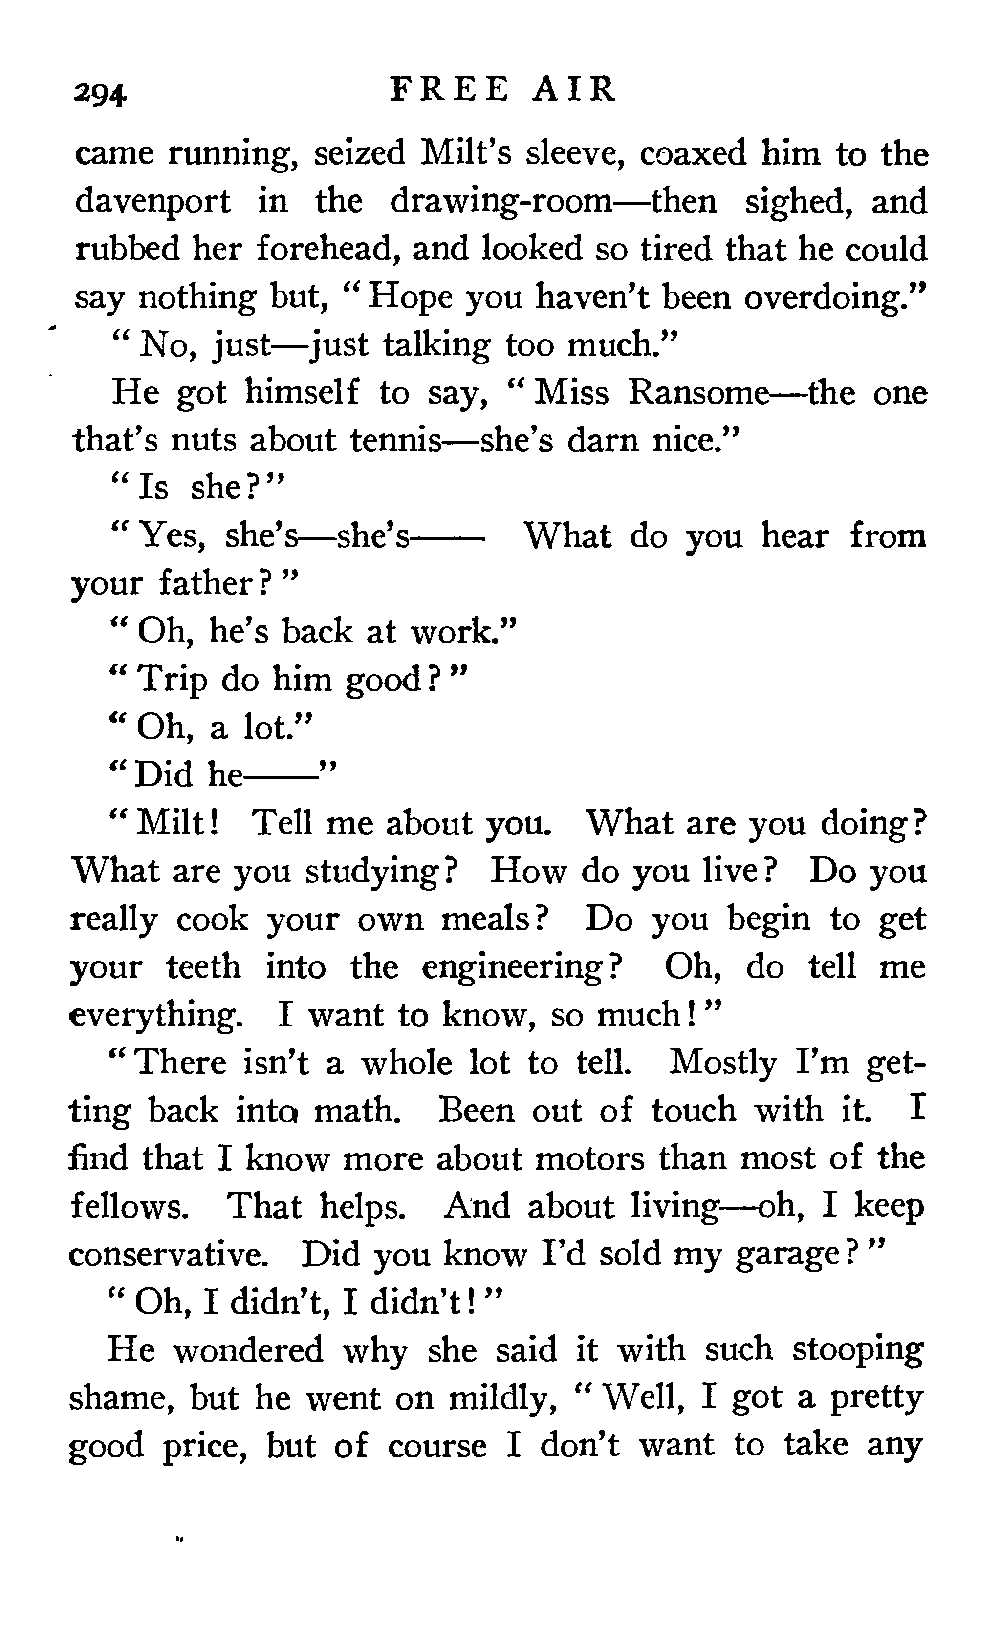 294 FREE AIR
came running, seized Milt's sleeve, coaxed him to the
davenport in the drawing-room—then sighed, and
rubbed her forehead, and looked so tired that he could
say nothing but, "Hope you haven't been overdoing."
"No, just—just talking too much."
He got himself to say, "Miss Ransome—the one
that's nuts about tennis—she's darn nice."
"Is she?"
"Yes, she's—she's—— What do you hear from
your father?"
"Oh, he's back at work."
"Trip do him good?"
"Oh, a lot."
"Did he——"
"Milt! Tell me about you. What are you doing?
What are you studying? How do you live? Do you
really cook your own meals? Do you begin to get
your teeth into the engineering? Oh, do tell me
everything. I want to know, so much!"
"There isn't a whole lot to tell. Mostly I'm get-
ting back into math. Been out of touch with it. I
find that I know more about motors than most of the
fellows. That helps. And about living—oh, I keep
conservative. Did you know I'd sold my garage?"
"Oh, I didn't, I didn't!"
He wondered why she said it with such stooping
shame, but he went on mildly, "Well, I got a pretty
good price, but of course I don't want to take any